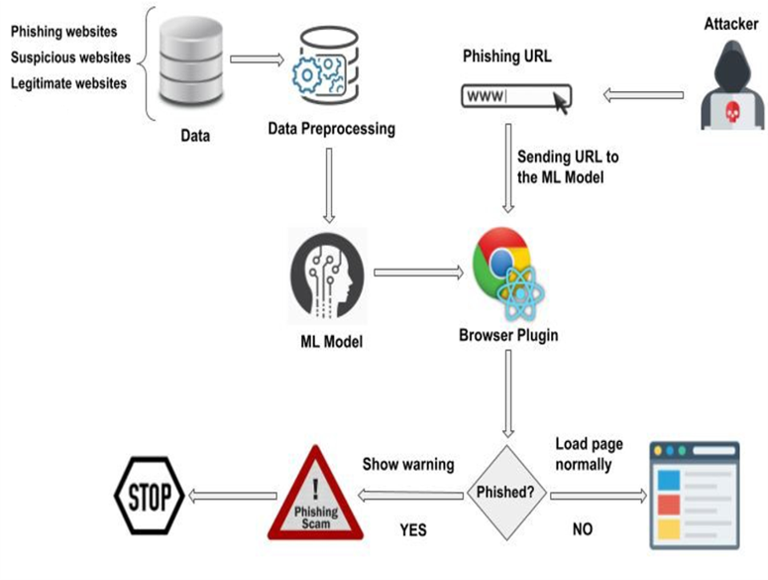 Phishing websites
Suspicious websites
Legitimate websites
Data
Data Preprocessing
Attacker
Phishing URL
www
Sending URL to
the ML Model
ML Model
Browser Plugin
Phished?
Show warning
YES
Load page
normally
NO
!
Phishing
Scam
STOP